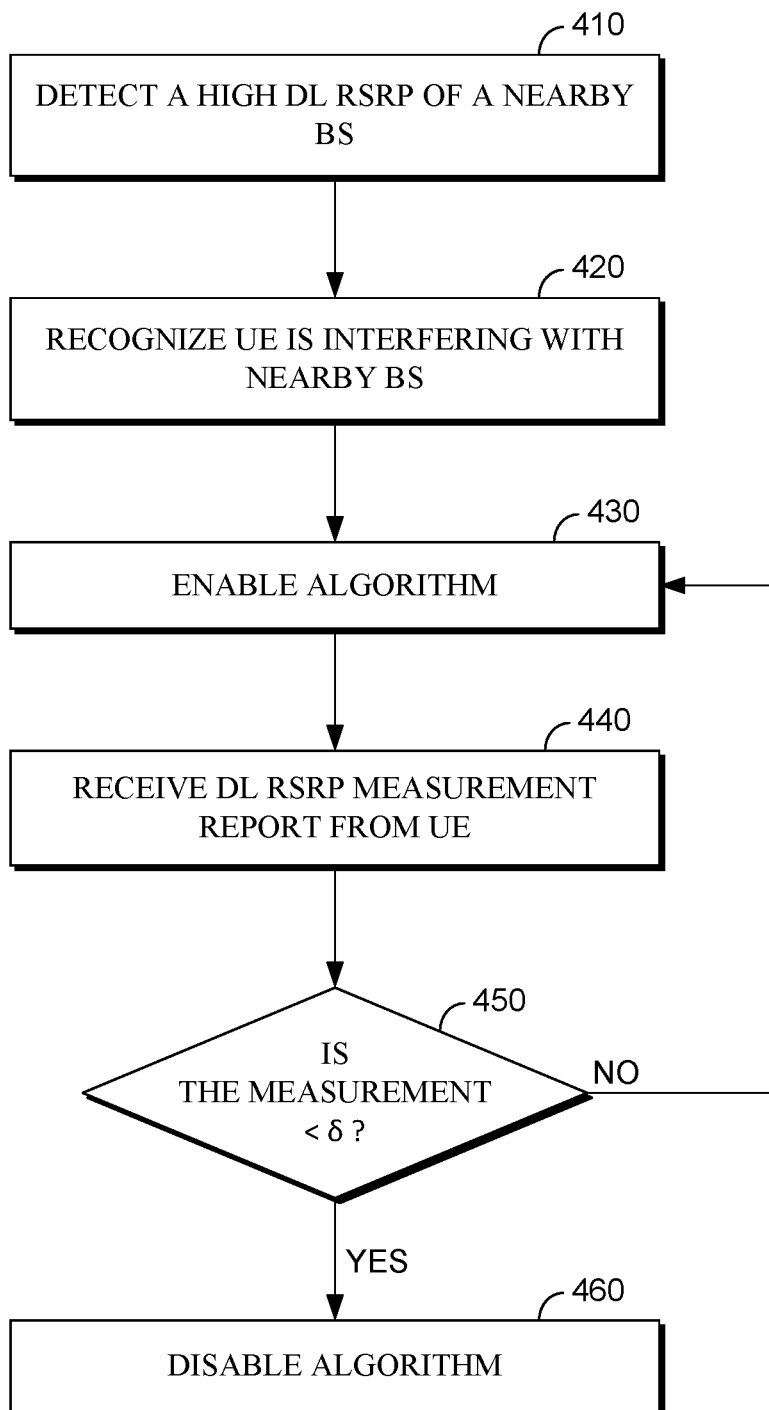 410
DETECT A HIGH DL RSRP OF A NEARBY
BS
420
RECOGNIZE UE IS INTERFERING WITH
NEARBY BS
430
ENABLE ALGORITHM
440
RECEIVE DL RSRP MEASUREMENT
REPORT FROM UE
450
IS
THE MEASUREMENT
< δ ?
NO
YES
460
DISABLE ALGORITHM